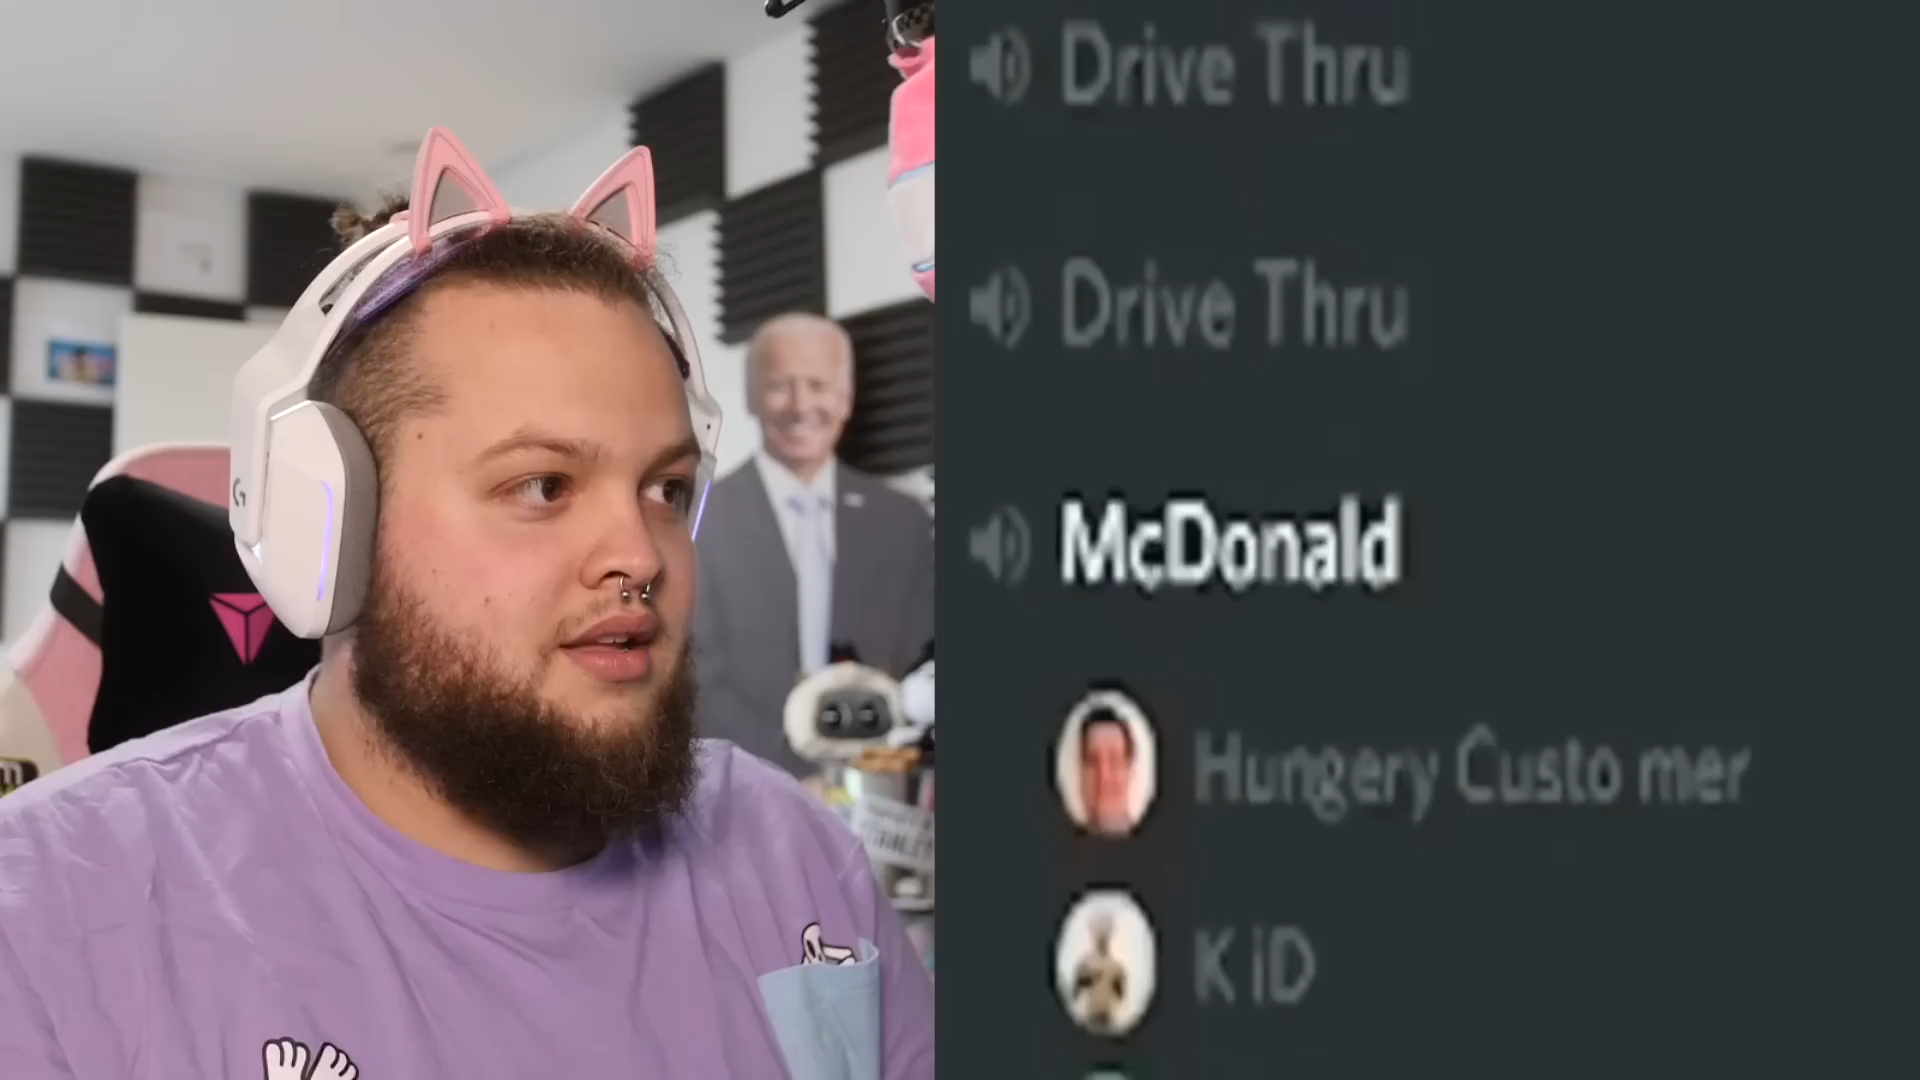 Drive Thru
Drive Thru
McDonald
Hungery Custo mer
K iD